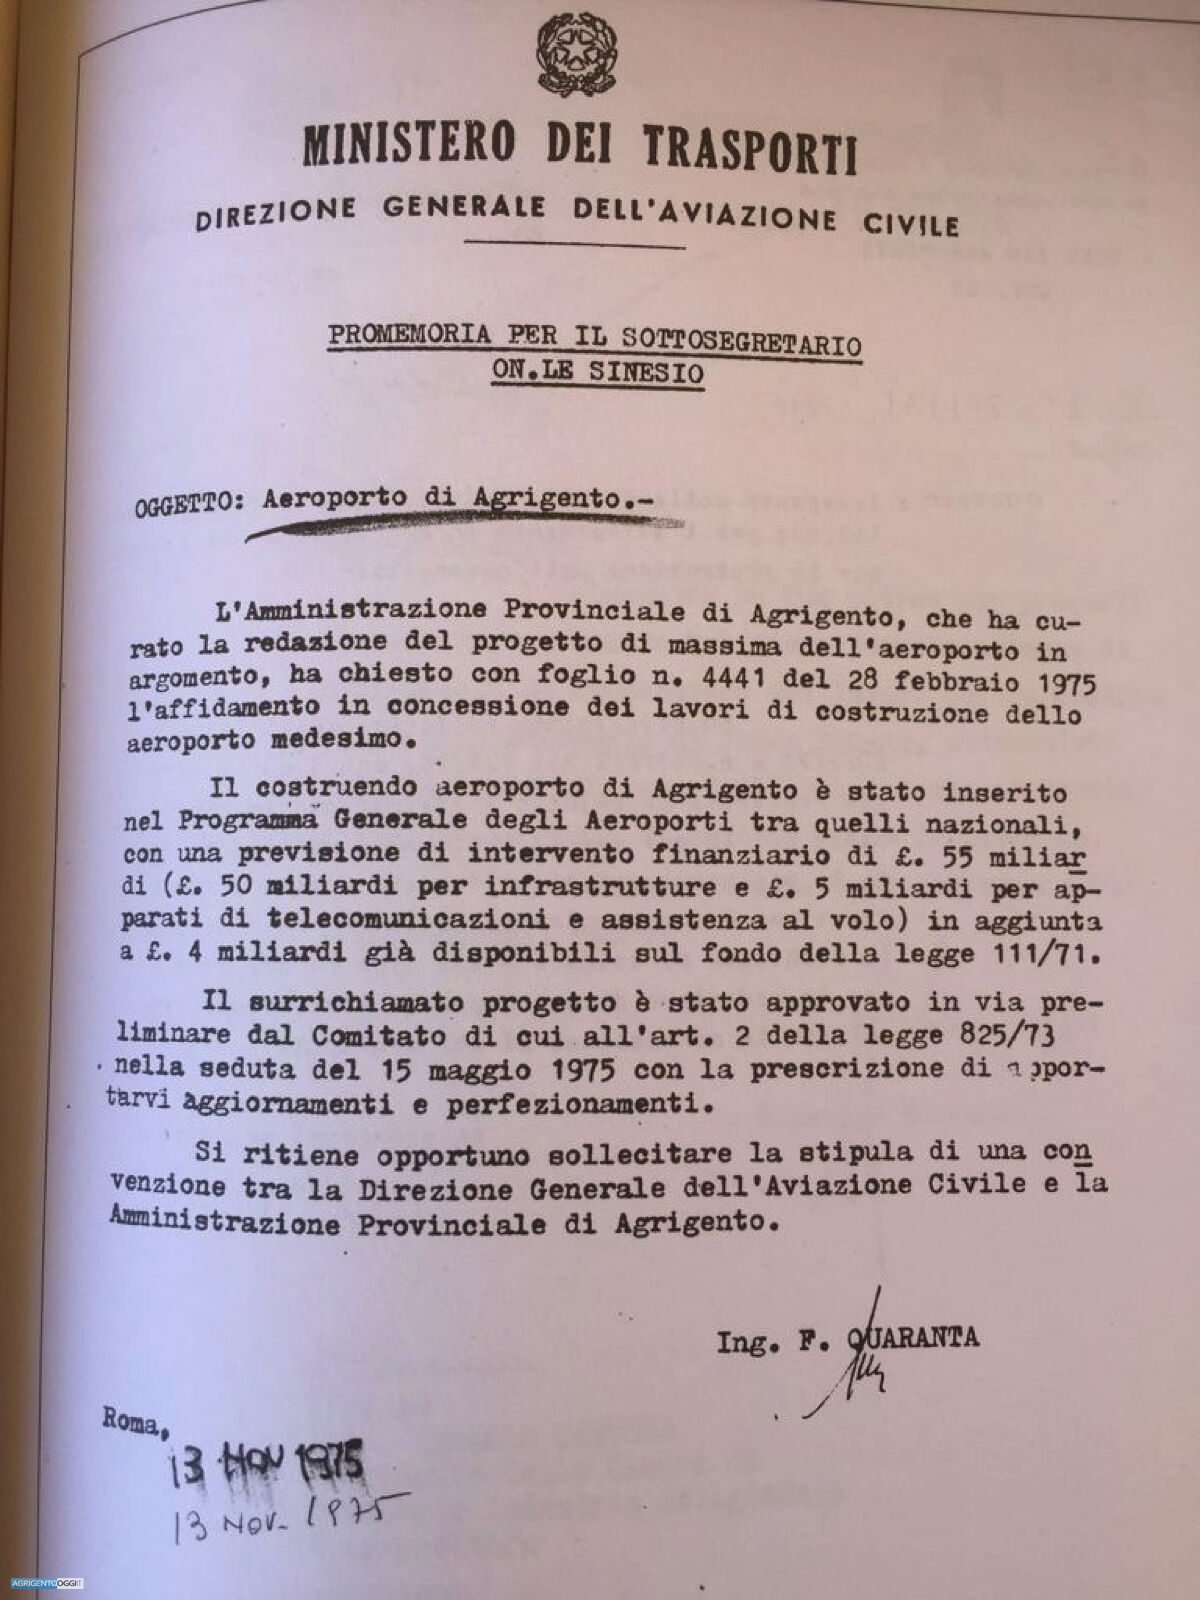 MINISTERO DEI TRASPORTI
DIREZIONE GENERALE DELL'AVIAZIONE CIVILE
PROMEMORIA PER IL SOTTOSEGRETARIO
ON.LE SINESIO
OGGETTO: Aeroporto di Agrigento.-
L'Amministrazione Provinciale di Agrigento, che ha cu-
rato la redazione del progetto di massima dell'aeroporto in
argomento, ha chiesto con foglio n. 4441 del 28 febbraio 1975
l'affidamento in concessione dei lavori di costruzione dello
aeroporto medesimo.
Il costruendo aeroporto di Agrigento è stato inserito
nel Programma Generale degli Aeroporti tra quelli nazionali,
con una previsione di intervento finanziario di £. 55 miliar
di (£. 50 miliardi per infrastrutture e £. 5 miliardi per ap-
parati di telecomunicazioni e assistenza al volo) in aggiunta
a £. 4 miliardi già disponibili sul fondo della legge 111/71.
Il surrichiamato progetto è stato approvato in via pre-
liminare dal Comitato di cui all'art. 2 della legge 825/73
nella seduta del 15 maggio 1975 con la prescrizione di appor-
tarvi aggiornamenti e perfezionamenti.
Si ritiene opportuno sollecitare la stipula di una con
venzione tra la Direzione Generale dell'Aviazione Civile e la
Amministrazione Provinciale di Agrigento.
Ing. F. QUARANTA
Roma,
13 NOV 1975
13 NOV. 1975
AGRIGENTOOGGI.IT